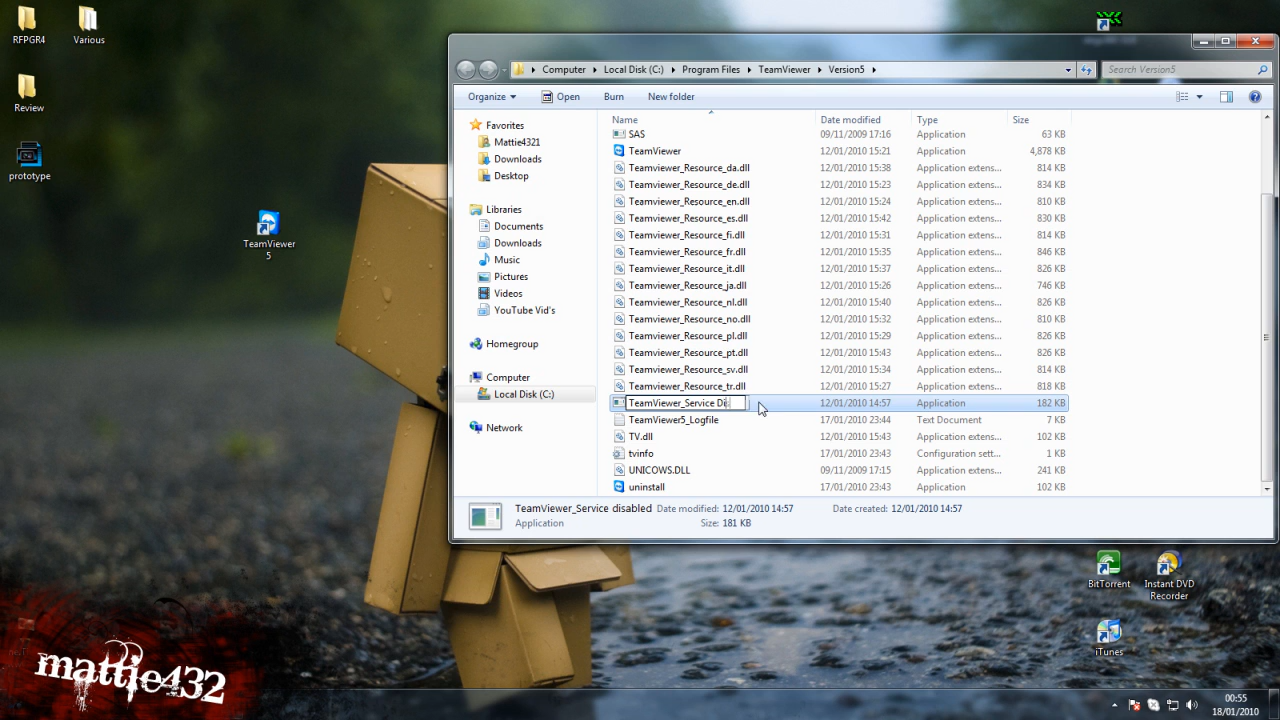 RFPGR4
Various
Review
prototype
TeamViewer
5
Computer Local Disk (C:) Program Files TeamViewer Version5
Search Version5
Organize Open Burn New folder
Favorites
Mattie4321
Downloads
Desktop
Libraries
Documents
Downloads
Music
Pictures
Videos
YouTube Vid's
Homegroup
Computer
Local Disk (C:)
Network
Name Date modified Type Size
SAS 09/11/2009 17:16 Application 63 KB
TeamViewer 12/01/2010 15:21 Application 4,878 KB
Teamviewer_Resource_da.dll 12/01/2010 15:38 Application extens... 814 KB
Teamviewer_Resource_de.dll 12/01/2010 15:23 Application extens... 834 KB
Teamviewer_Resource_en.dll 12/01/2010 15:24 Application extens... 810 KB
Teamviewer_Resource_es.dll 12/01/2010 15:42 Application extens... 830 KB
Teamviewer_Resource_fi.dll 12/01/2010 15:31 Application extens... 814 KB
Teamviewer_Resource_fr.dll 12/01/2010 15:35 Application extens... 846 KB
Teamviewer_Resource_it.dll 12/01/2010 15:37 Application extens... 826 KB
Teamviewer_Resource_ja.dll 12/01/2010 15:26 Application extens... 746 KB
Teamviewer_Resource_nl.dll 12/01/2010 15:40 Application extens... 826 KB
Teamviewer_Resource_no.dll 12/01/2010 15:32 Application extens... 810 KB
Teamviewer_Resource_pl.dll 12/01/2010 15:29 Application extens... 826 KB
Teamviewer_Resource_pt.dll 12/01/2010 15:43 Application extens... 826 KB
Teamviewer_Resource_sv.dll 12/01/2010 15:34 Application extens... 814 KB
Teamviewer_Resource_tr.dll 12/01/2010 15:27 Application extens... 818 KB
TeamViewer_Service Di 12/01/2010 14:57 Application 182 KB
TeamViewer5_Logfile 17/01/2010 23:44 Text Document 7 KB
TV.dll 12/01/2010 15:43 Application extens... 102 KB
tvinfo 17/01/2010 23:43 Configuration sett... 1 KB
UNICOWS.DLL 09/11/2009 17:15 Application extens... 241 KB
uninstall 17/01/2010 23:43 Application 102 KB
TeamViewer_Service disabled Date modified: 12/01/2010 14:57 Date created: 12/01/2010 14:57
Application Size: 181 KB
BitTorrent
Instant DVD
Recorder
iTunes
mattie432
00:55
18/01/2010